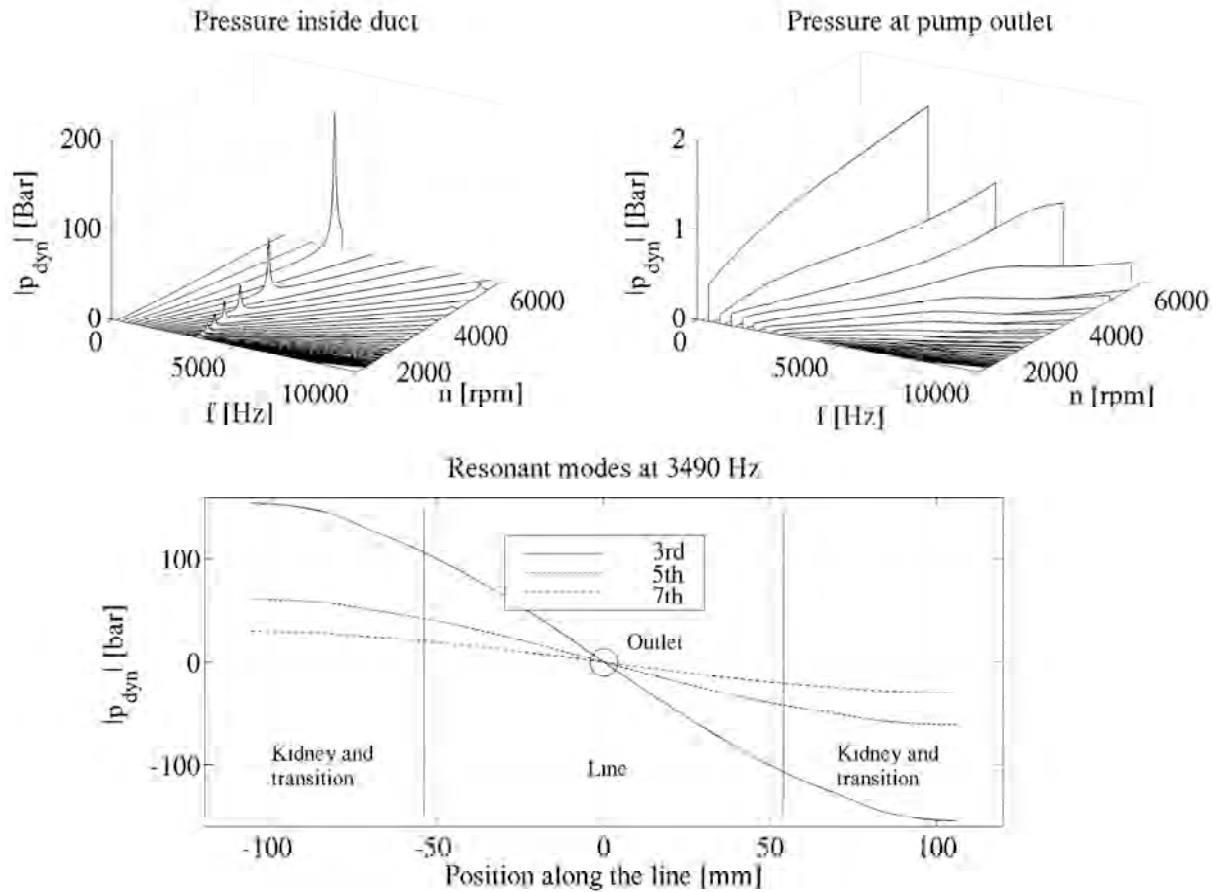 Pressure inside duct
200
100
0
|p_dyn| [Bar]
0
5000
10000
f [Hz]
2000
4000
6000
n [rpm]
Pressure at pump outlet
2
1
0
|p_dyn| [Bar]
0
5000
10000
f [Hz]
2000
4000
6000
n [rpm]
Resonant modes at 3490 Hz
100
0
-100
|p_dyn| [bar]
3rd
5th
7th
Outlet
Kidney and
transition
Line
Kidney and
transition
-100
-50
0
50
100
Position along the line [mm]